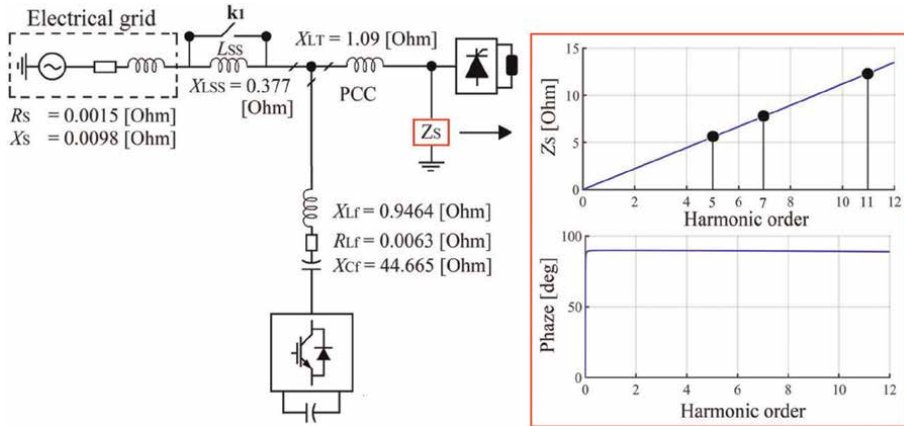 Electrical grid
k1
LSS
XLSS = 0.377
[Ohm]
XLT = 1.09 [Ohm]
PCC
ZS
RS = 0.0015 [Ohm]
XS = 0.0098 [Ohm]
XLf = 0.9464 [Ohm]
RLf = 0.0063 [Ohm]
XCf = 44.665 [Ohm]
ZS [Ohm]
15
10
5
0
0 2 4 5 6 7 8 10 11 12
Harmonic order
Phaze [deg]
100
50
0
0 2 4 6 8 10 12
Harmonic order